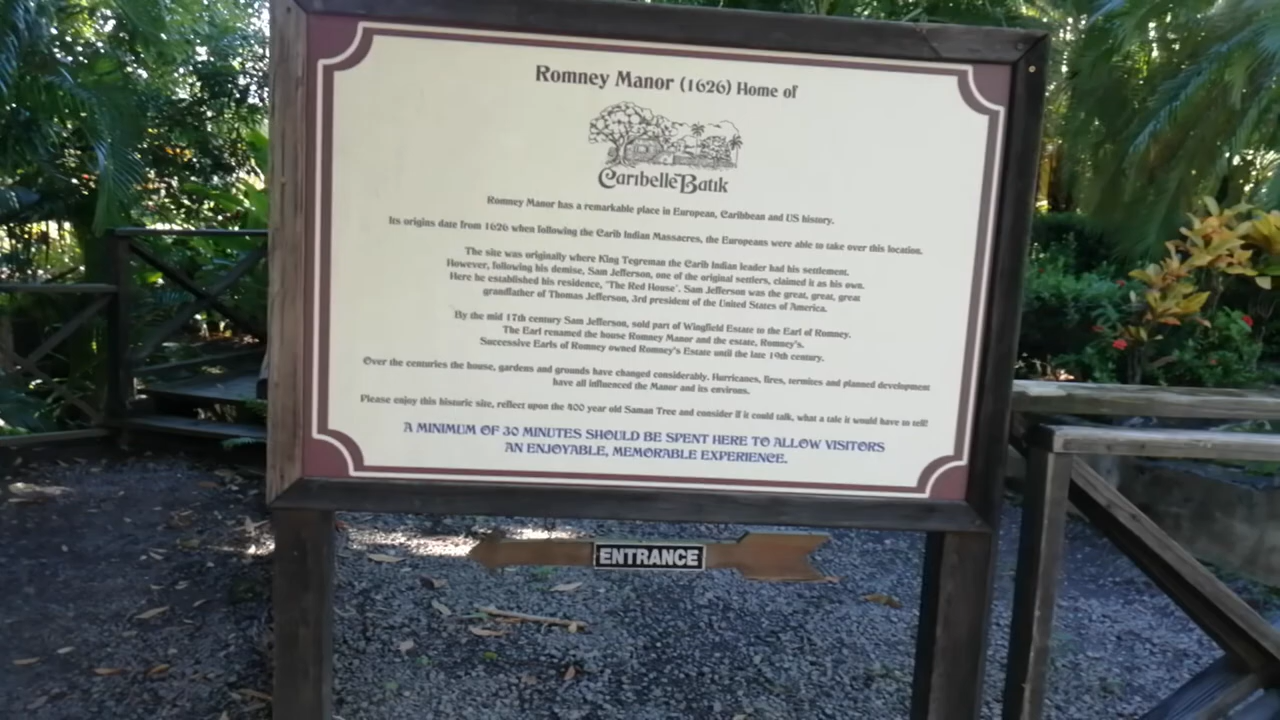 Romney Manor (1626) Home of
Caribelle Batik
Romney Manor has a remarkable place in European, Caribbean and US history.
Its origins date from 1626 when following the Carib Indian Massacres, the Europeans were able to take over this location.
The site was originally where King Tegreman the Carib Indian leader had his settlement.
However, following his demise, Sam Jefferson, one of the original settlers, claimed it as his own.
Here he established his residence, "The Red House". Sam Jefferson was the great, great, great
grandfather of Thomas Jefferson, 3rd president of the United States of America.
By the mid 17th century Sam Jefferson, sold part of Wingfield Estate to the Earl of Romney.
The Earl renamed the house Romney Manor and the estate, Romney's.
Successive Earls of Romney owned Romney's Estate until the late 19th century.
Over the centuries the house, gardens and grounds have changed considerably. Hurricanes, fires, termites and planned development
have all influenced the Manor and its environs.
Please enjoy this historic site, reflect upon the 400 year old Saman Tree and consider if it could talk, what a tale it would have to tell!
A MINIMUM OF 30 MINUTES SHOULD BE SPENT HERE TO ALLOW VISITORS
AN ENJOYABLE, MEMORABLE EXPERIENCE.
ENTRANCE